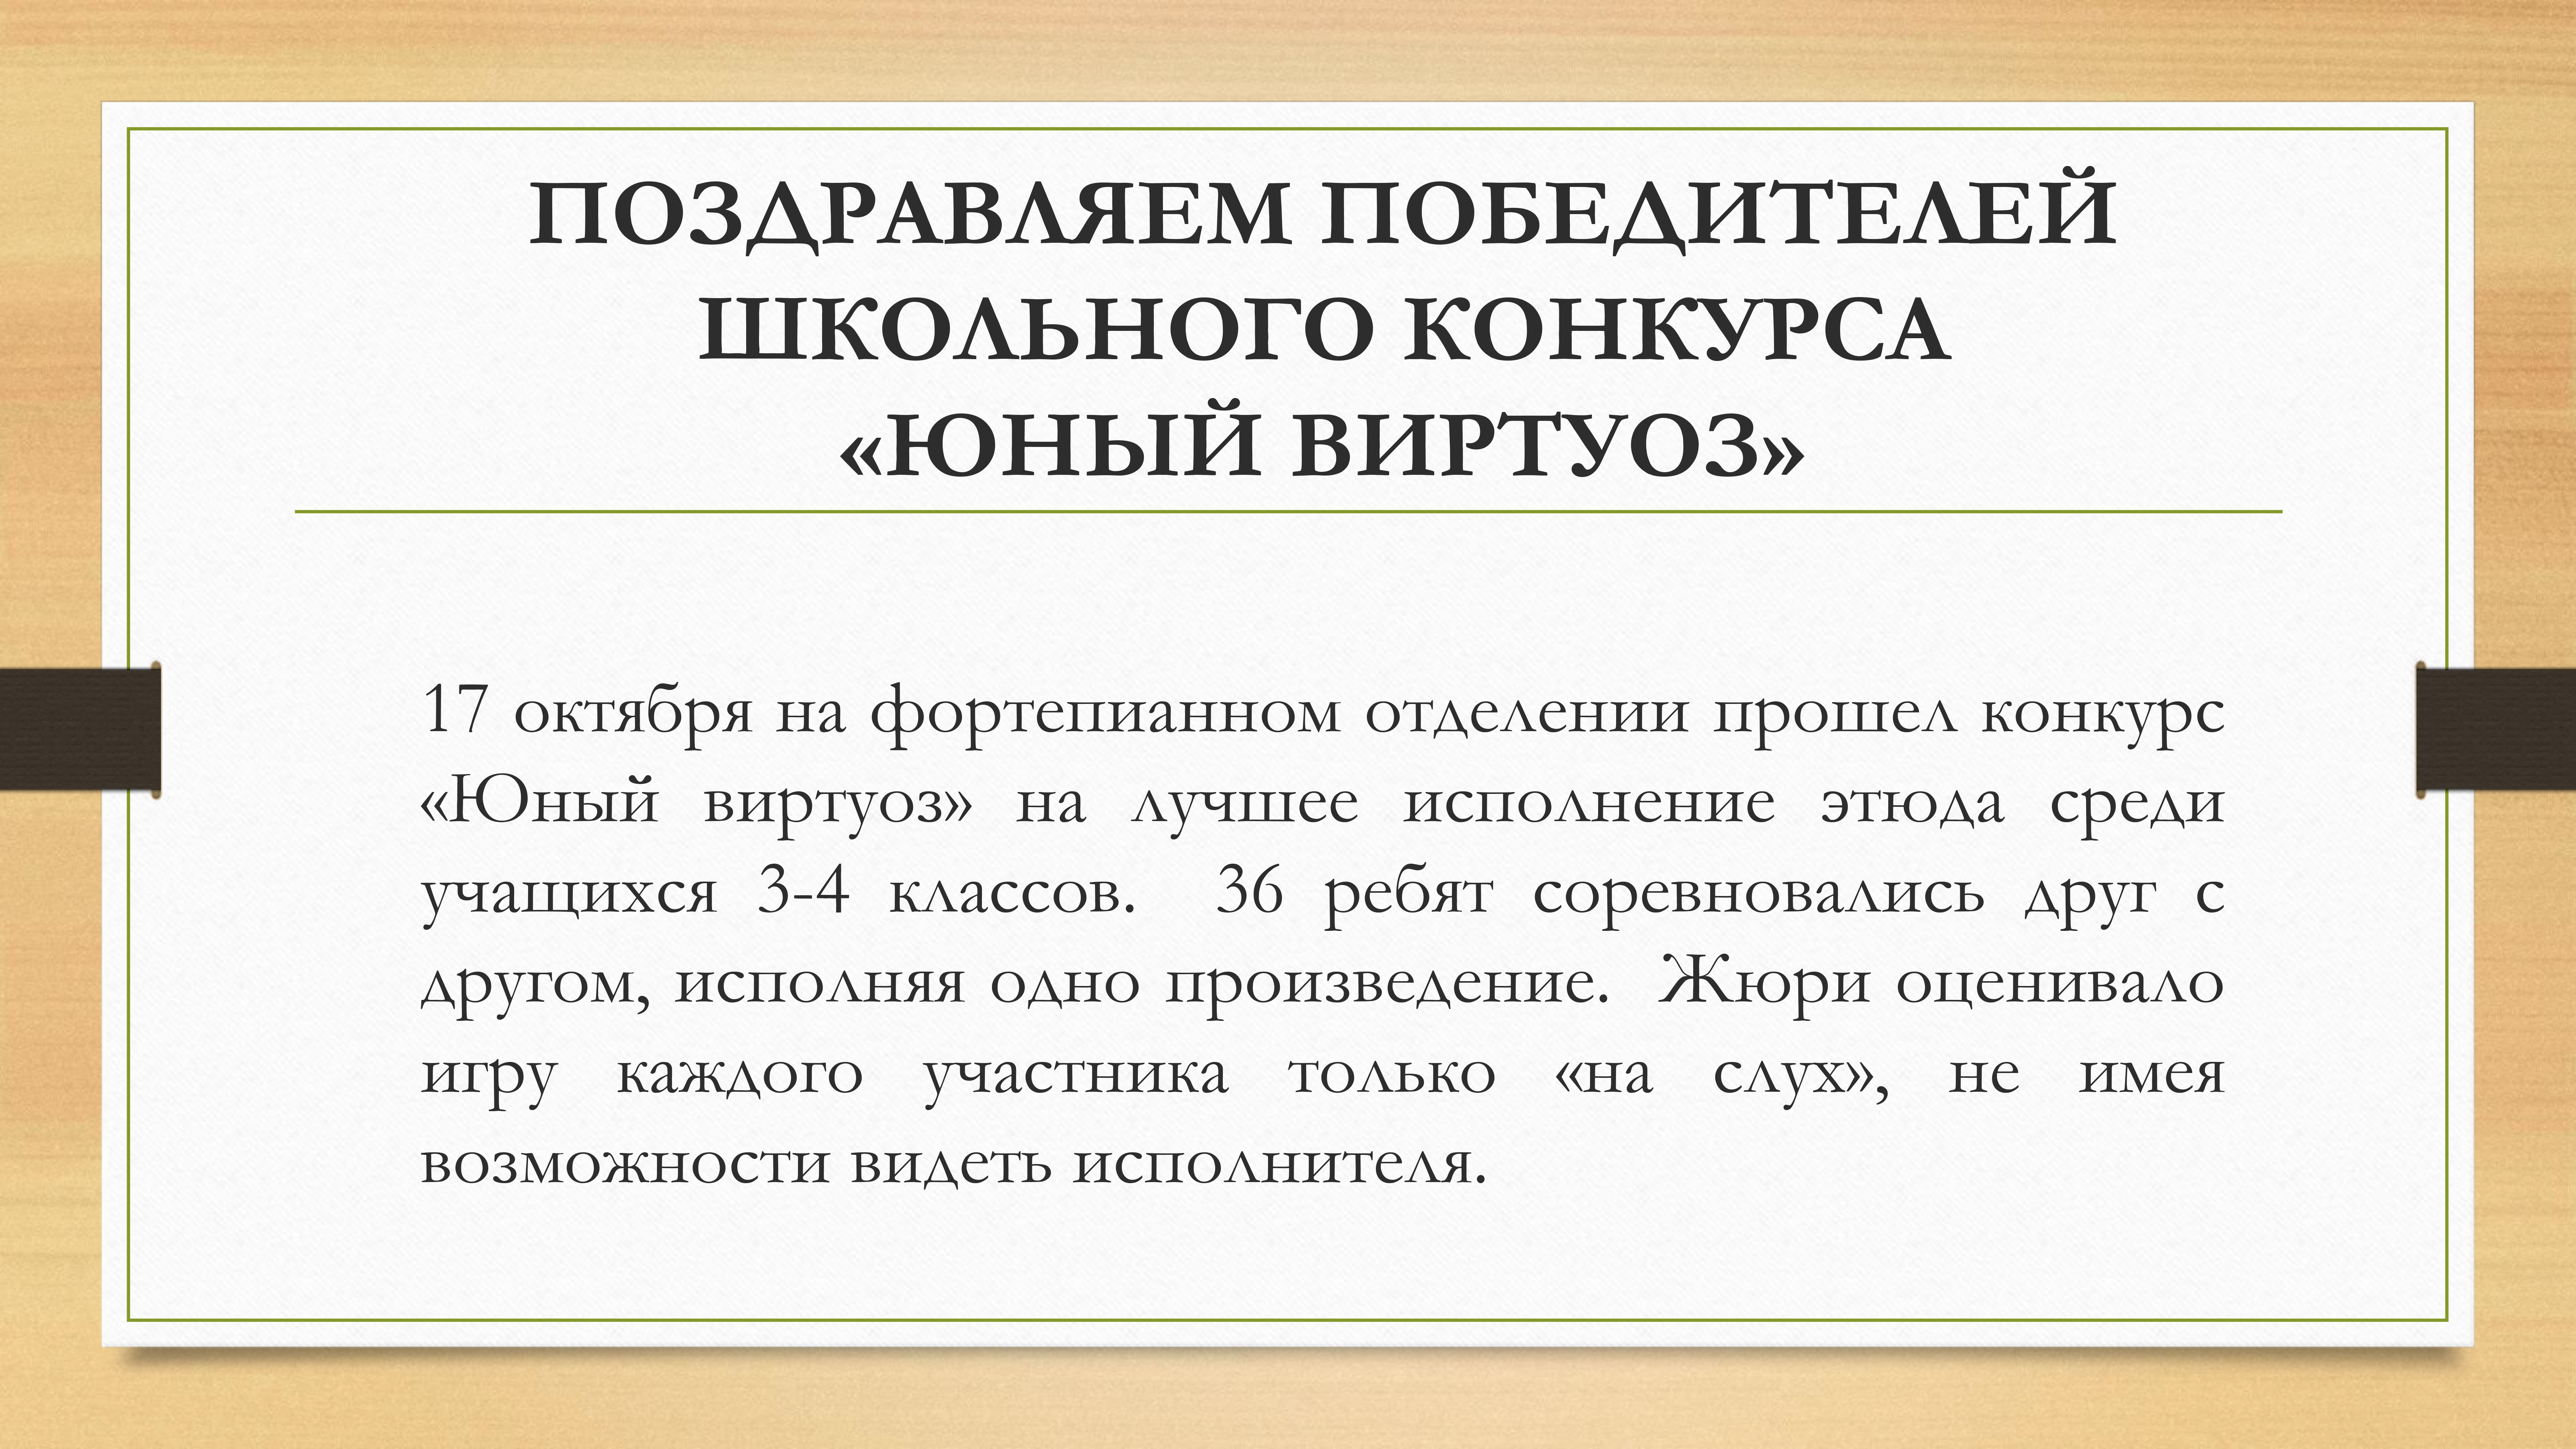 ПОЗДРАВЛЯЕМ ПОБЕДИТЕЛЕЙ
ШКОЛЬНОГО КОНКУРСА
«ЮНЫЙ ВИРТУОЗ»
17 октября на фортепианном отделении прошел конкурс
«Юный виртуоз» на лучшее исполнение этюда среди
учащихся 3-4 классов.  36 ребят соревновались друг с
другом, исполняя одно произведение.  Жюри оценивало
игру каждого участника только «на слух», не имея
возможности видеть исполнителя.